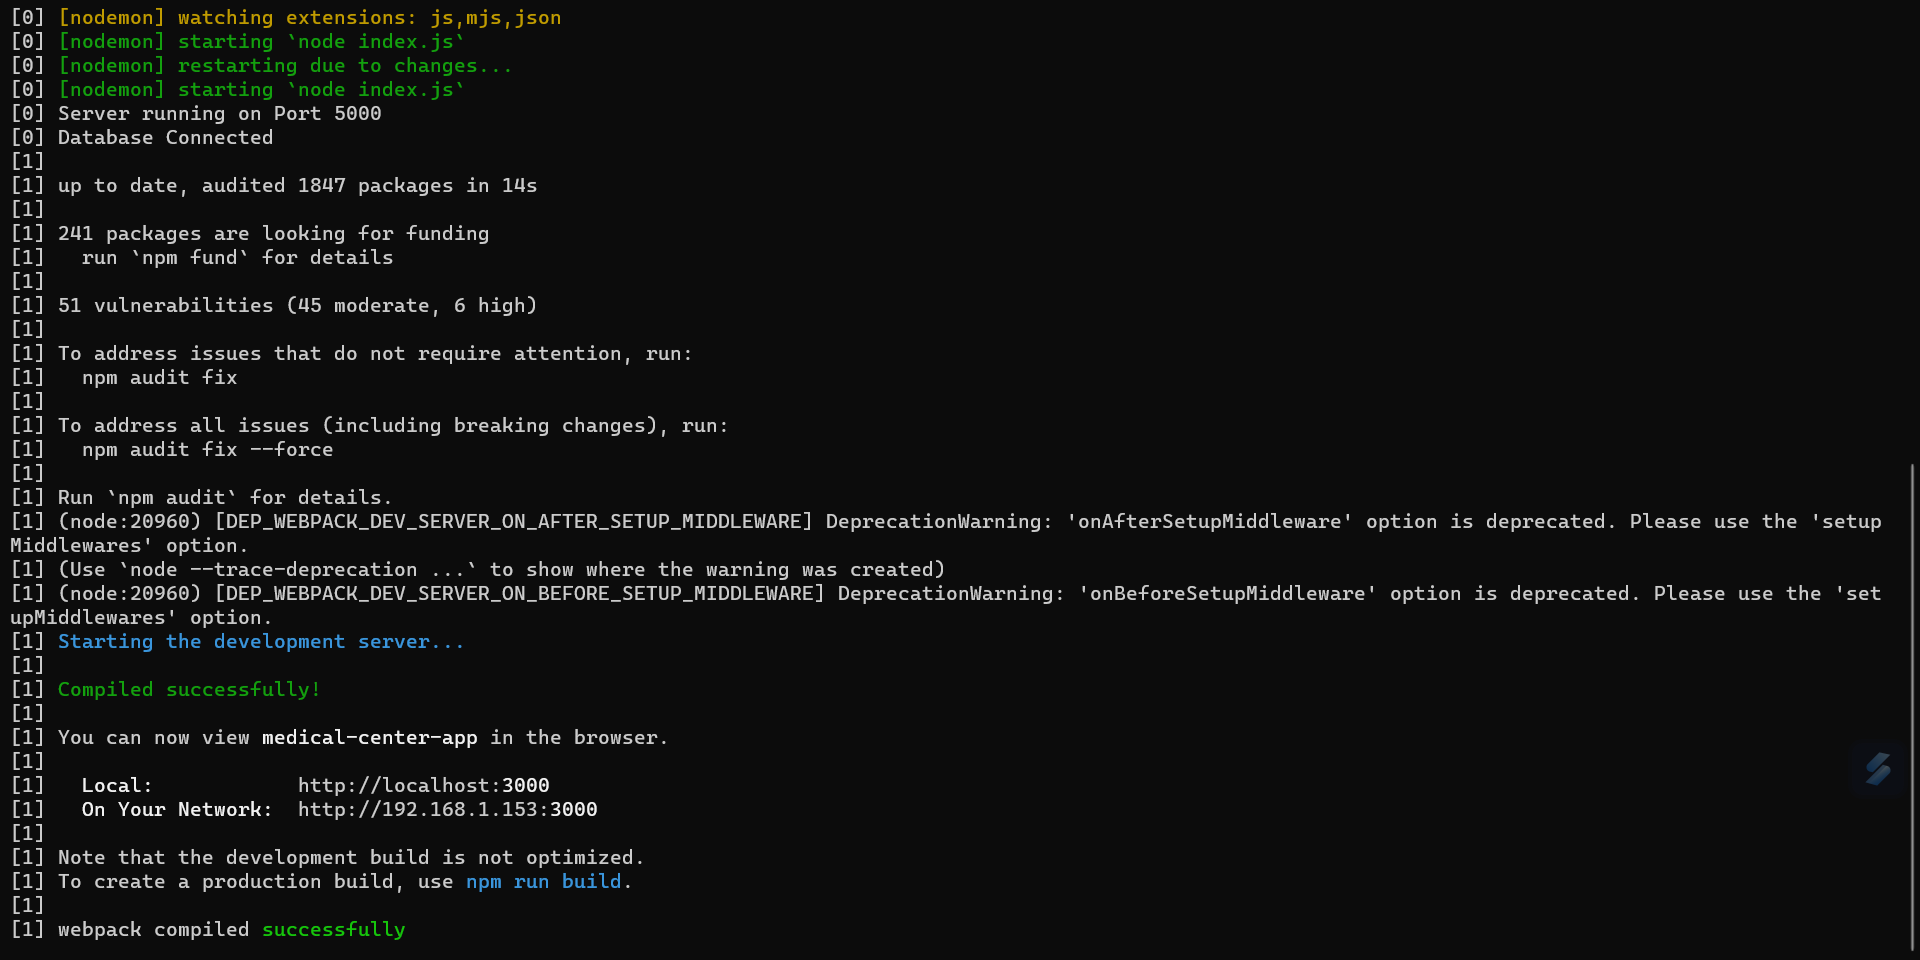 [0] [nodemon] watching extensions: js,mjs,json
[0] [nodemon] starting `node index.js`
[0] [nodemon] restarting due to changes...
[0] [nodemon] starting `node index.js`
[0] Server running on Port 5000
[0] Database Connected
[1]
[1] up to date, audited 1847 packages in 14s
[1]
[1] 241 packages are looking for funding
[1]   run `npm fund` for details
[1]
[1] 51 vulnerabilities (45 moderate, 6 high)
[1]
[1] To address issues that do not require attention, run:
[1]   npm audit fix
[1]
[1] To address all issues (including breaking changes), run:
[1]   npm audit fix --force
[1]
[1] Run `npm audit` for details.
[1] (node:20960) [DEP_WEBPACK_DEV_SERVER_ON_AFTER_SETUP_MIDDLEWARE] DeprecationWarning: 'onAfterSetupMiddleware' option is deprecated. Please use the 'setup
Middlewares' option.
[1] (Use `node --trace-deprecation ...` to show where the warning was created)
[1] (node:20960) [DEP_WEBPACK_DEV_SERVER_ON_BEFORE_SETUP_MIDDLEWARE] DeprecationWarning: 'onBeforeSetupMiddleware' option is deprecated. Please use the 'set
upMiddlewares' option.
[1] Starting the development server...
[1]
[1] Compiled successfully!
[1]
[1] You can now view medical-center-app in the browser.
[1]
[1]   Local:            http://localhost:3000
[1]   On Your Network:  http://192.168.1.153:3000
[1]
[1] Note that the development build is not optimized.
[1] To create a production build, use npm run build.
[1]
[1] webpack compiled successfully